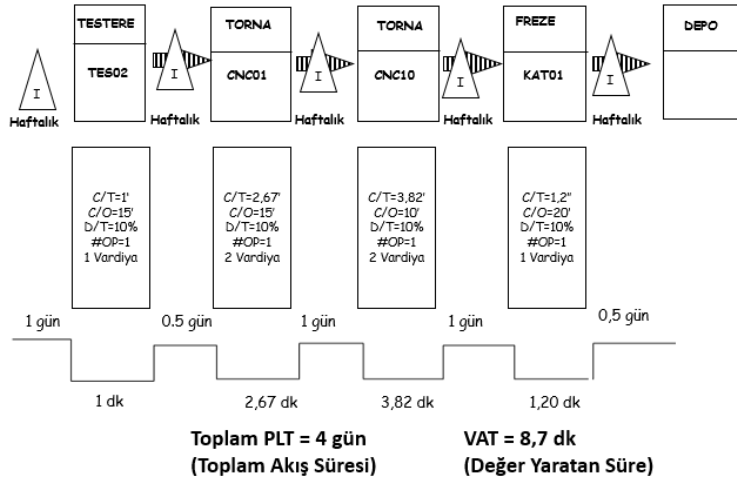 TESTERE
TES02
TORNA
CNC01
TORNA
CNC10
FREZE
KAT01
DEPO
I
I
I
I
I
Haftalık
Haftalık
Haftalık
Haftalık
Haftalık
C/T=1'
C/O=15'
D/T=10%
#OP=1
1 Vardiya
C/T=2,67'
C/O=15'
D/T=10%
#OP=1
2 Vardiya
C/T=3,82'
C/O=10'
D/T=10%
#OP=1
2 Vardiya
C/T=1,2"
C/O=20'
D/T=10%
#OP=1
1 Vardiya
1 gün
0.5 gün
1 gün
1 gün
0,5 gün
1 dk
2,67 dk
3,82 dk
1,20 dk
Toplam PLT = 4 gün
(Toplam Akış Süresi)
VAT = 8,7 dk
(Değer Yaratan Süre)